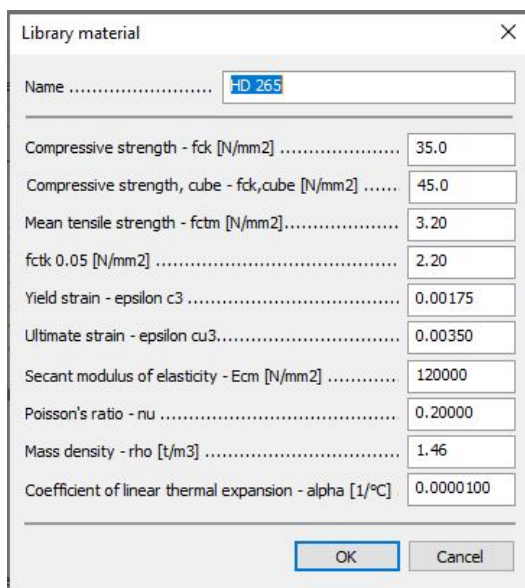 Library material
Name ......................... HD 265
Compressive strength - fck [N/mm2] ..................... 35.0
Compressive strength, cube - fck,cube [N/mm2] ...... 45.0
Mean tensile strength - fctm [N/mm2].................... 3.20
fctk 0.05 [N/mm2] ........................................... 2.20
Yield strain - epsilon c3 ..................................... 0.00175
Ultimate strain - epsilon cu3................................ 0.00350
Secant modulus of elasticity - Ecm [N/mm2] ............ 120000
Poisson's ratio - nu ........................................... 0.20000
Mass density - rho [t/m3] ................................... 1.46
Coefficient of linear thermal expansion - alpha [1/°C] . 0.0000100
OK Cancel